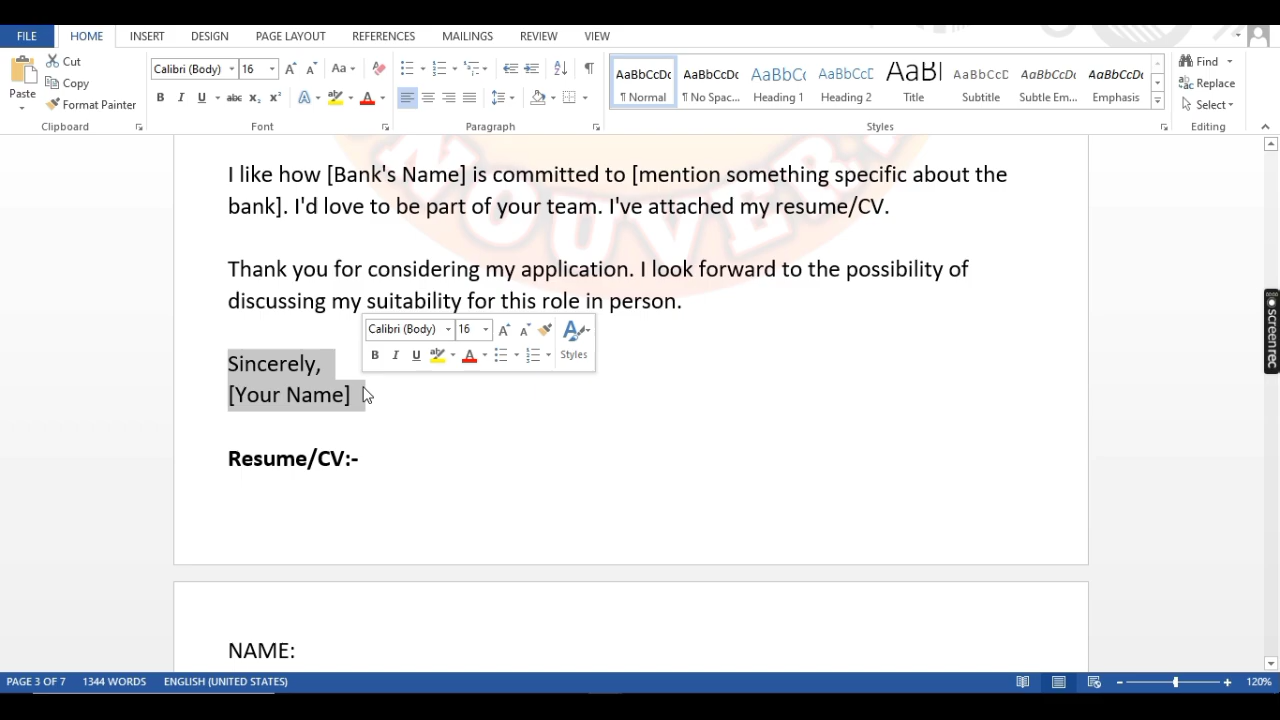 FILE HOME INSERT DESIGN PAGE LAYOUT REFERENCES MAILINGS REVIEW VIEW
Cut
Copy
Format Painter
Paste
Clipboard
Calibri (Body) 16
Font
Paragraph
AaBbCcDc AaBbCcDc AaBbCc AaBbCcD AaBl AaBbCcD AaBbCcDc AaBbCcDc
¶ Normal ¶ No Spac... Heading 1 Heading 2 Title Subtitle Subtle Em... Emphasis
Styles
Find
Replace
Select
Editing
NOUVER
I like how [Bank's Name] is committed to [mention something specific about the
bank]. I'd love to be part of your team. I've attached my resume/CV.
Thank you for considering my application. I look forward to the possibility of
discussing my suitability for this role in person.
Calibri (Body) 16
Styles
Sincerely,
[Your Name]
Resume/CV:-
NAME:
screenrec
PAGE 3 OF 7 1344 WORDS ENGLISH (UNITED STATES) 120%